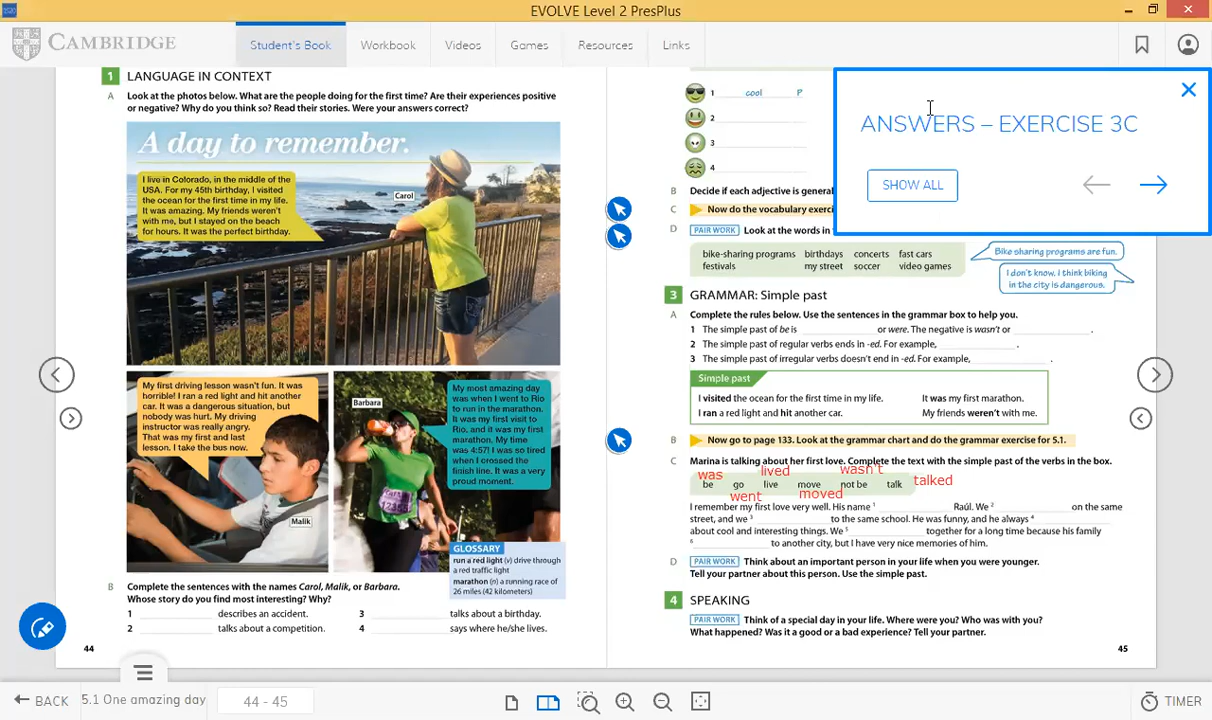 EVOLVE Level 2 PresPlus
CAMBRIDGE
Student's Book
Workbook
Videos
Games
Resources
Links
1 LANGUAGE IN CONTEXT
A Look at the photos below. What are the people doing for the first time? Are their experiences positive
or negative? Why do you think so? Read their stories. Were your answers correct?
A day to remember.
I live in Colorado, in the middle of the
USA. For my 45th birthday, I visited
the ocean for the first time in my life.
It was amazing. My friends weren't
with me, but I stayed on the beach
for hours. It was the perfect birthday.
Carol
My first driving lesson wasn't fun. It was
horrible! I ran a red light and hit another
car. It was a dangerous situation, but
nobody was hurt. My driving
instructor was really angry.
That was my first and last
lesson. I take the bus now.
Malik
Barbara
My most amazing day
was when I went to Rio
to run in the marathon.
It was my first visit to
Rio, and it was my first
marathon. My time
was 4:57! I was so tired
when I crossed the
finish line. It was a very
proud moment.
GLOSSARY
run a red light (v) drive through
a red traffic light
marathon (n) a running race of
26 miles (42 kilometers)
B Complete the sentences with the names Carol, Malik, or Barbara.
Whose story do you find most interesting? Why?
1 describes an accident.
2 talks about a competition.
3 talks about a birthday.
4 says where he/she lives.
44
1 cool P
2
3
4
B Decide if each adjective is general
C Now do the vocabulary exerci
D PAIR WORK Look at the words in
bike-sharing programs birthdays concerts fast cars
festivals my street soccer video games
Bike sharing programs are fun.
I don't know. I think biking
in the city is dangerous.
ANSWERS – EXERCISE 3C
SHOW ALL
3 GRAMMAR: Simple past
A Complete the rules below. Use the sentences in the grammar box to help you.
1 The simple past of be is or were. The negative is wasn't or .
2 The simple past of regular verbs ends in -ed. For example, .
3 The simple past of irregular verbs doesn't end in -ed. For example, .
Simple past
I visited the ocean for the first time in my life. It was my first marathon.
I ran a red light and hit another car. My friends weren't with me.
B Now go to page 133. Look at the grammar chart and do the grammar exercise for 5.1.
C Marina is talking about her first love. Complete the text with the simple past of the verbs in the box.
was lived wasn't talked
be go live move not be talk
went moved
I remember my first love very well. His name 1 Raúl. We 2 on the same
street, and we 3 to the same school. He was funny, and he always 4
about cool and interesting things. We 5 together for a long time because his family
6 to another city, but I have very nice memories of him.
D PAIR WORK Think about an important person in your life when you were younger.
Tell your partner about this person. Use the simple past.
4 SPEAKING
PAIR WORK Think of a special day in your life. Where were you? Who was with you?
What happened? Was it a good or a bad experience? Tell your partner.
45
BACK
5.1 One amazing day
44 - 45
TIMER